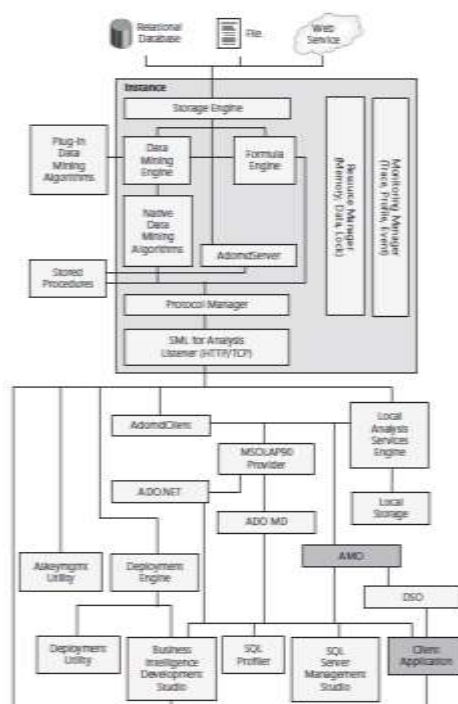 Relational
Database
File
Web
Service
Instance
Storage Engine
Plug-In
Data
Mining
Algorithms
Data
Mining
Engine
Formula
Engine
Resource Manager
(Memory, Data, Lock)
Monitoring Manager
(Trace, Profile, Event)
Native
Data
Mining
Algorithms
AdomdServer
Stored
Procedures
Protocol Manager
SML for Analysis
Listener (HTTP/TCP)
AdomdClient
Local
Analysis
Services
Engine
MSOLAP90
Provider
ADO.NET
Local
Storage
ADO MD
AMO
Askeymgmt
Utility
Deployment
Engine
DSO
Deployment
Utility
Business
Intelligence
Development
Studio
SQL
Profiler
SQL
Server
Management
Studio
Client
Application